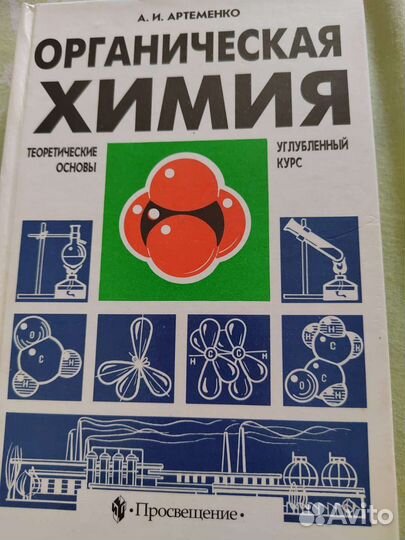 А. И. АРТЕМЕНКО
ОРГАНИЧЕСКАЯ
ХИМИЯ
ТЕОРЕТИЧЕСКИЕ
ОСНОВЫ
УГЛУБЛЕННЫЙ
КУРС
H C C H
• Просвещение •
Avito